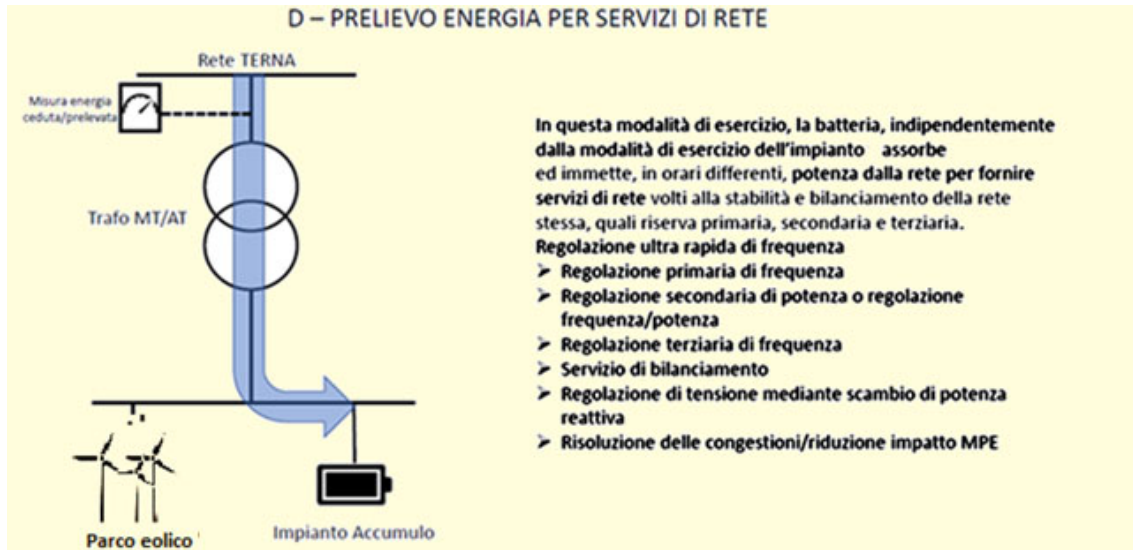 D – PRELIEVO ENERGIA PER SERVIZI DI RETE
Rete TERNA
Misura energia
ceduta/prelevata
Trafo MT/AT
Parco eolico
Impianto Accumulo
In questa modalità di esercizio, la batteria, indipendentemente
dalla modalità di esercizio dell'impianto assorbe
ed immette, in orari differenti, potenza dalla rete per fornire
servizi di rete volti alla stabilità e bilanciamento della rete
stessa, quali riserva primaria, secondaria e terziaria.
Regolazione ultra rapida di frequenza
➢ Regolazione primaria di frequenza
➢ Regolazione secondaria di potenza o regolazione
frequenza/potenza
➢ Regolazione terziaria di frequenza
➢ Servizio di bilanciamento
➢ Regolazione di tensione mediante scambio di potenza
reattiva
➢ Risoluzione delle congestioni/riduzione impatto MPE